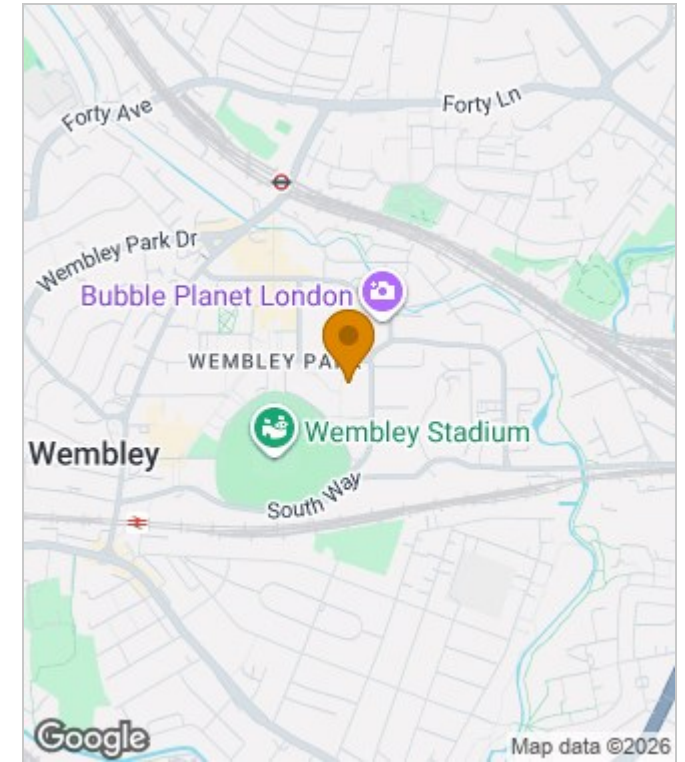 Forty Ave
Forty Ln
Wembley Park Dr
Bubble Planet London
WEMBLEY PA
Wembley Stadium
Wembley
South Way
Google
Map data ©2026